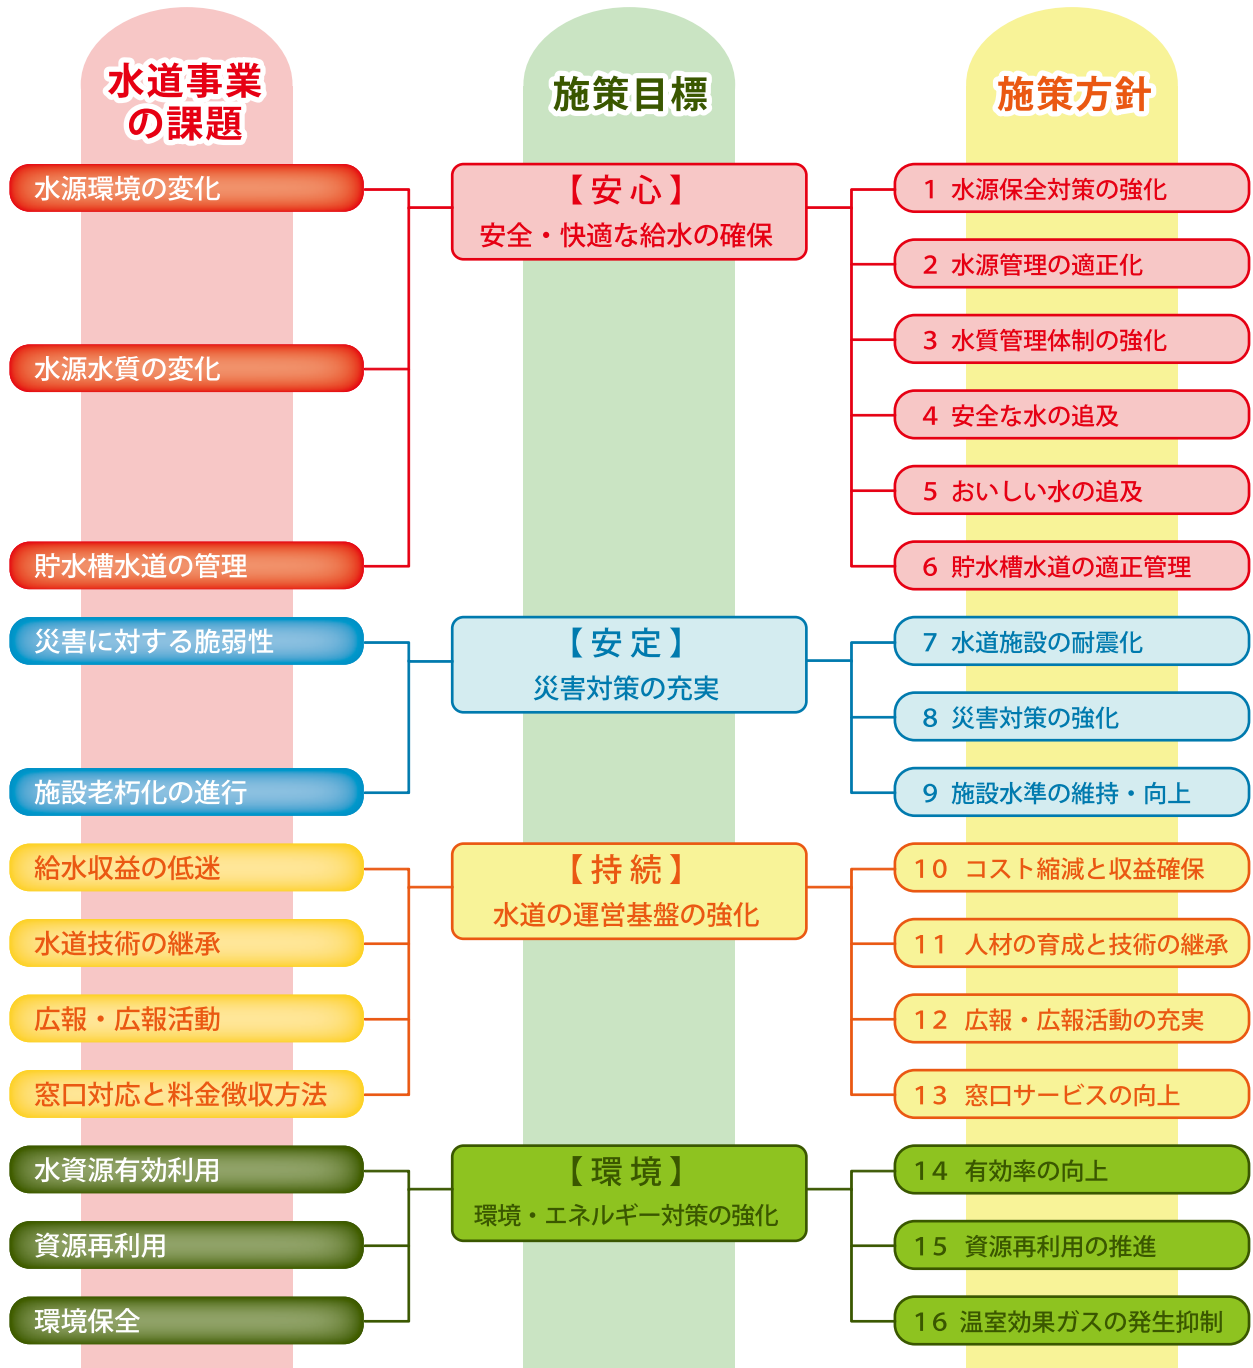 水道事業
の課題
水源環境の変化
水源水質の変化
貯水槽水道の管理
災害に対する脆弱性
施設老朽化の進行
給水収益の低迷
水道技術の継承
広報・広報活動
窓口対応と料金徴収方法
水資源有効利用
資源再利用
環境保全
施策目標
【安心】
安全・快適な給水の確保
【安定】
災害対策の充実
【持続】
水道の運営基盤の強化
【環境】
環境・エネルギー対策の強化
施策方針
1 水源保全対策の強化
2 水源管理の適正化
3 水質管理体制の強化
4 安全な水の追及
5 おいしい水の追及
6 貯水槽水道の適正管理
7 水道施設の耐震化
8 災害対策の強化
9 施設水準の維持・向上
10 コスト縮減と収益確保
11 人材の育成と技術の継承
12 広報・広報活動の充実
13 窓口サービスの向上
14 有効率の向上
15 資源再利用の推進
16 温室効果ガスの発生抑制